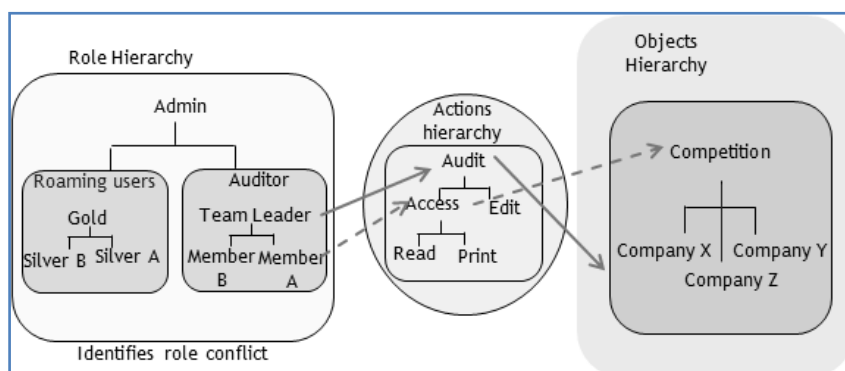 Role Hierarchy
Admin
Roaming users
Gold
Silver B Silver A
Auditor
Team Leader
Member Member
B A
Identifies role conflict
Actions
hierarchy
Audit
Access Edit
Read Print
Objects
Hierarchy
Competition
Company X Company Y
Company Z